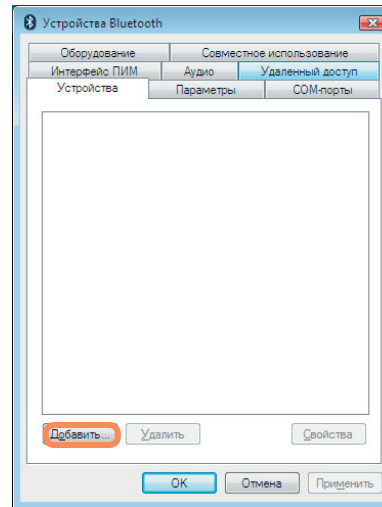 Устройства Bluetooth
Оборудование Совместное использование
Интерфейс ПИМ Аудио Удаленный доступ
Устройства Параметры COM-порты
Добавить... Удалить Свойства
OK Отмена Применить